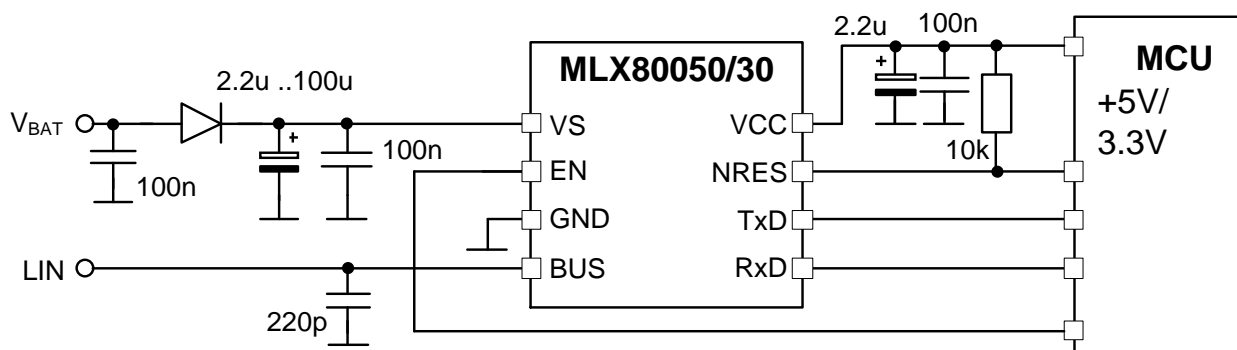 2.2u
100n
MLX80050/30
MCU
+5V/
3.3V
2.2u ..100u
+
+
VBAT
VS
VCC
100n
10k
100n
EN
NRES
GND
TxD
LIN
BUS
RxD
220p